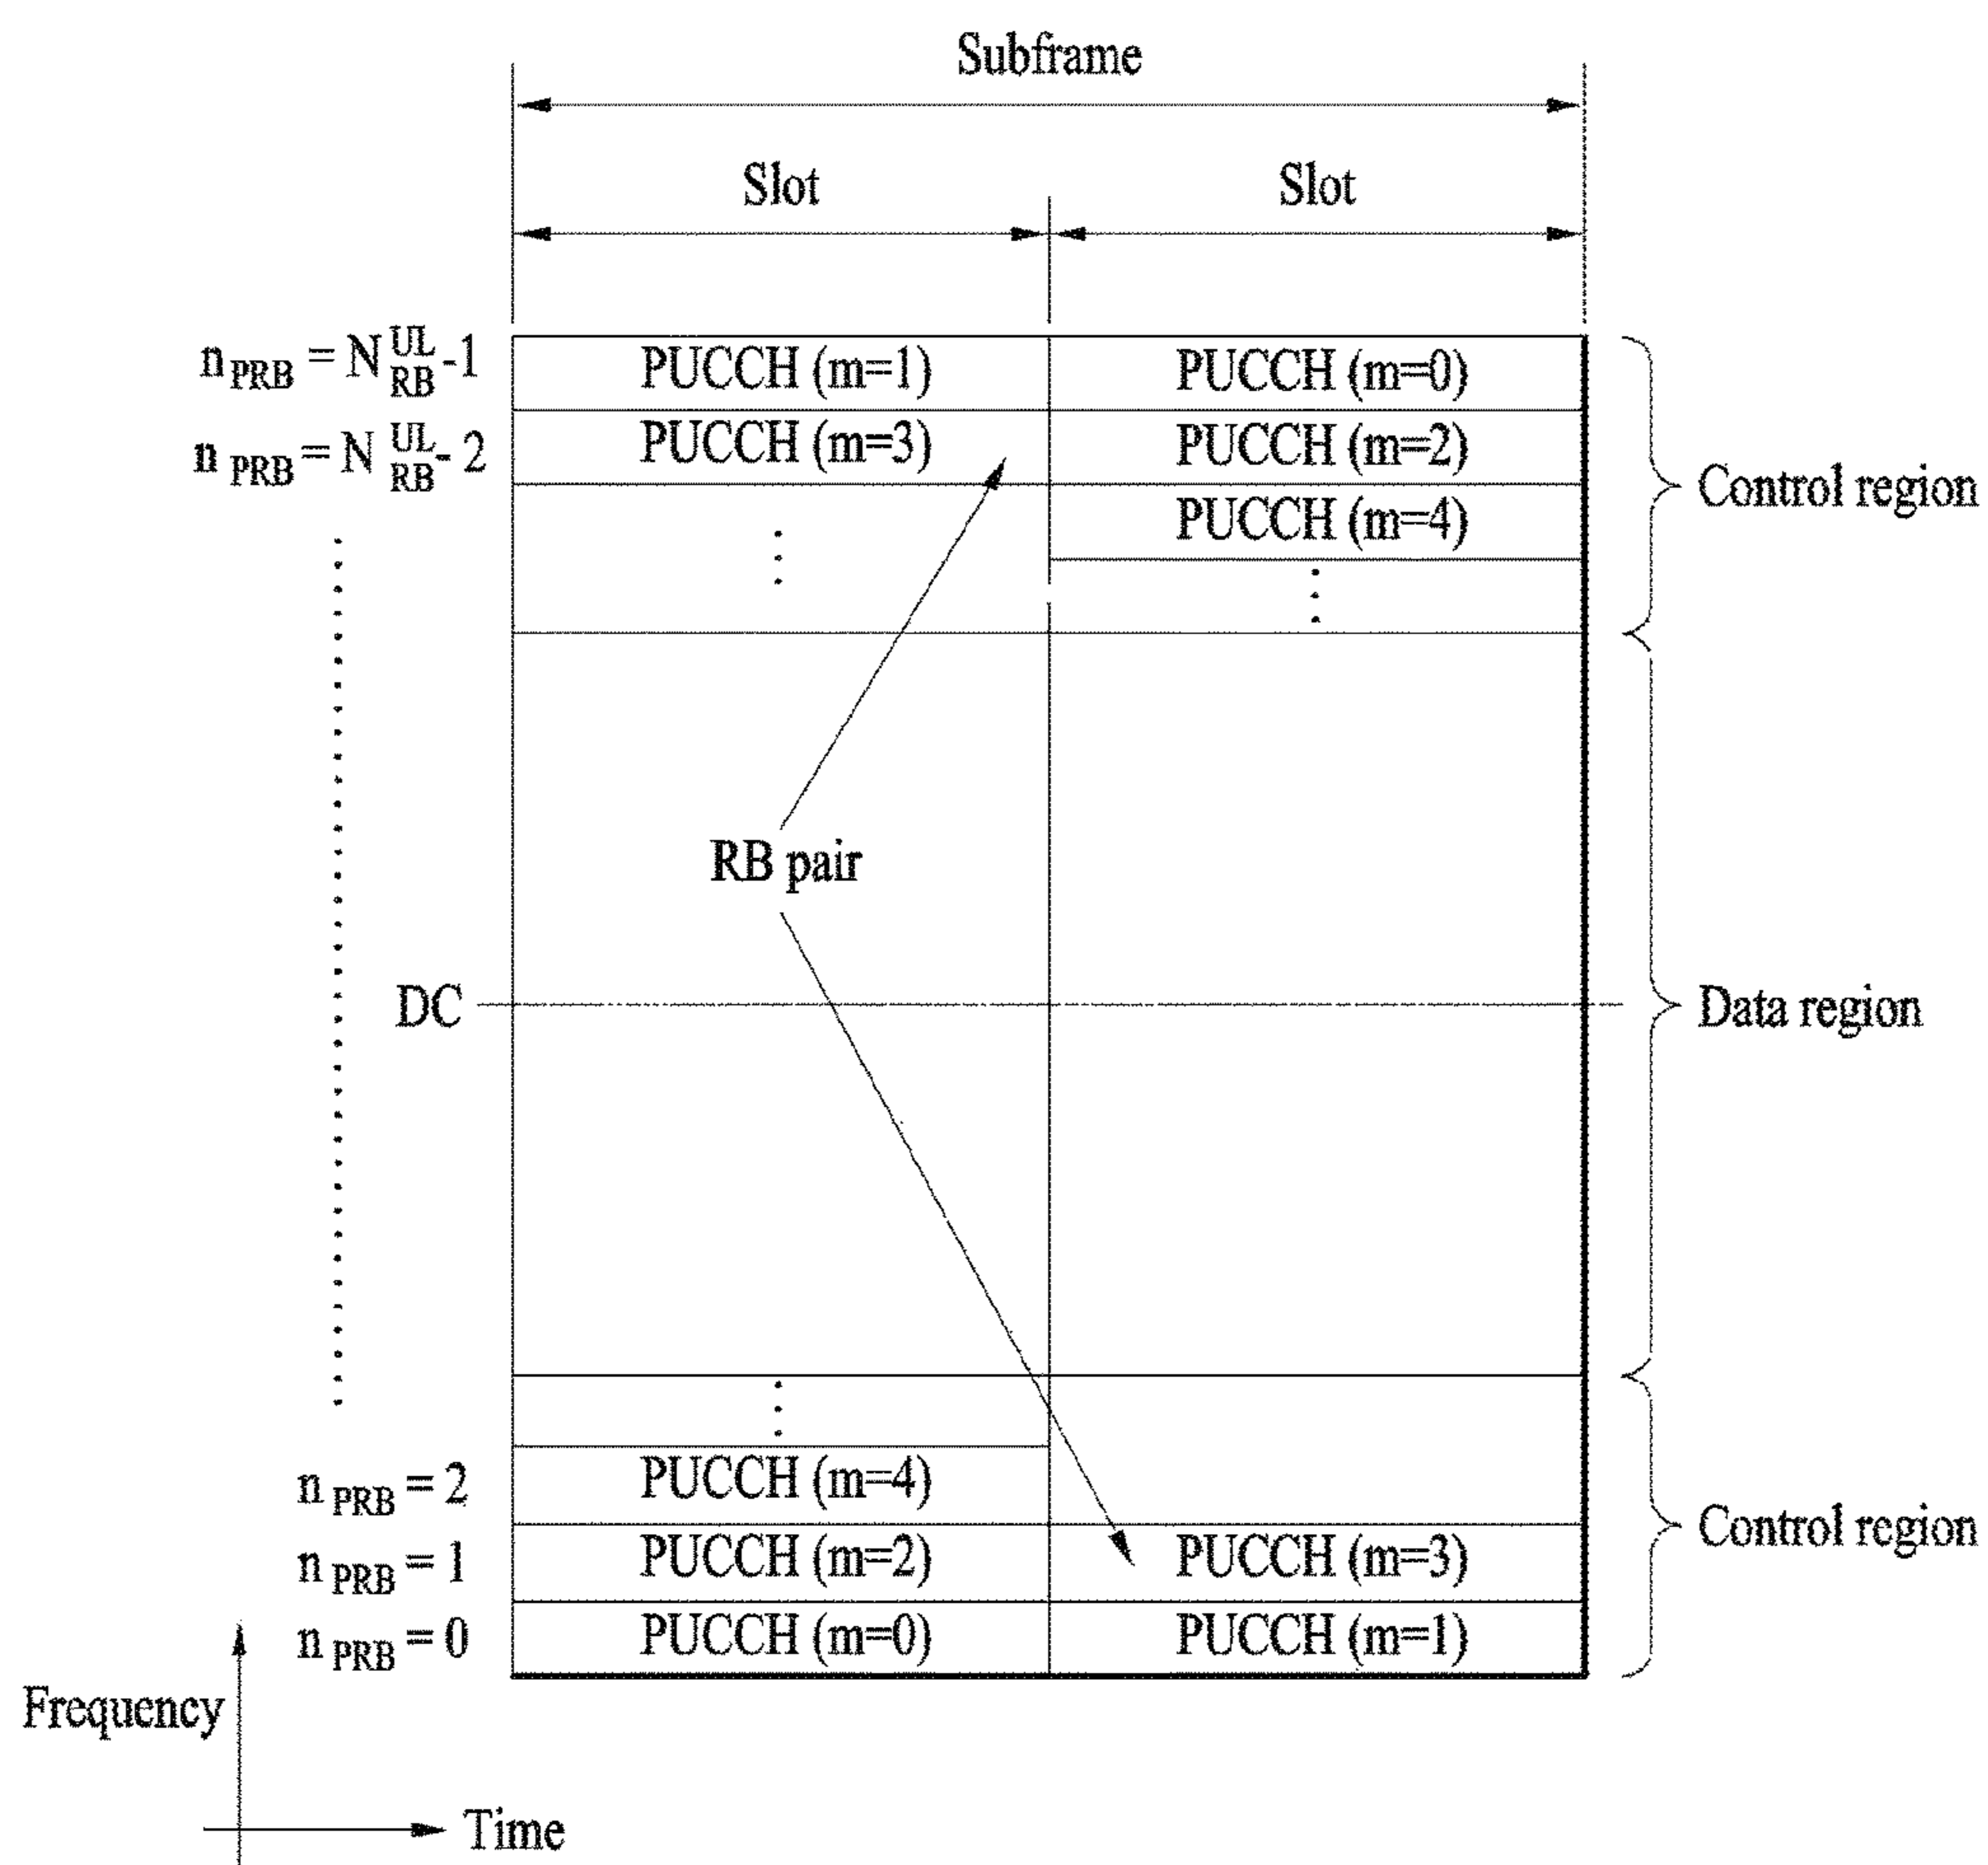 Subframe
Slot Slot
n PRB = N UL RB -1 PUCCH (m=1) PUCCH (m=0)
n PRB = N UL RB - 2 PUCCH (m=3) PUCCH (m=2)
Control region
PUCCH (m=4)
RB pair
DC Data region
n PRB = 2 PUCCH (m=4)
Control region
n PRB = 1 PUCCH (m=2) PUCCH (m=3)
n PRB = 0 PUCCH (m=0) PUCCH (m=1)
Frequency
Time